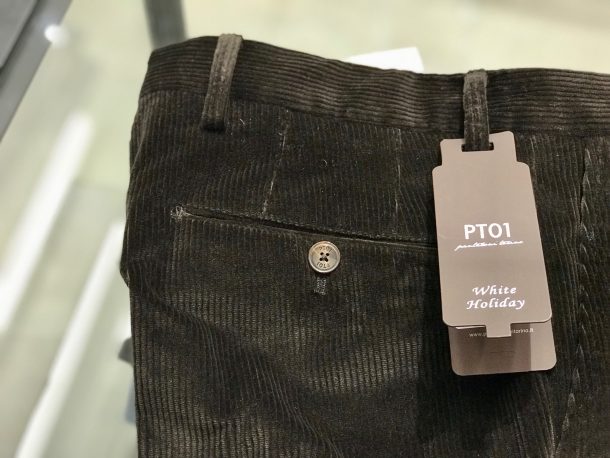 PT01
pantaloni torino
White
Holiday